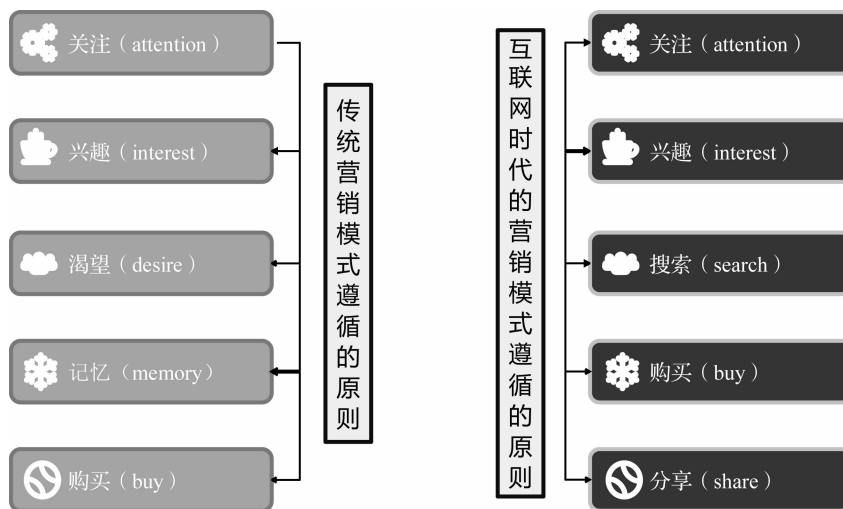 关注（attention）
兴趣（interest）
渴望（desire）
记忆（memory）
购买（buy）
传统营销模式遵循的原则
互联网时代的营销模式遵循的原则
关注（attention）
兴趣（interest）
搜索（search）
购买（buy）
分享（share）